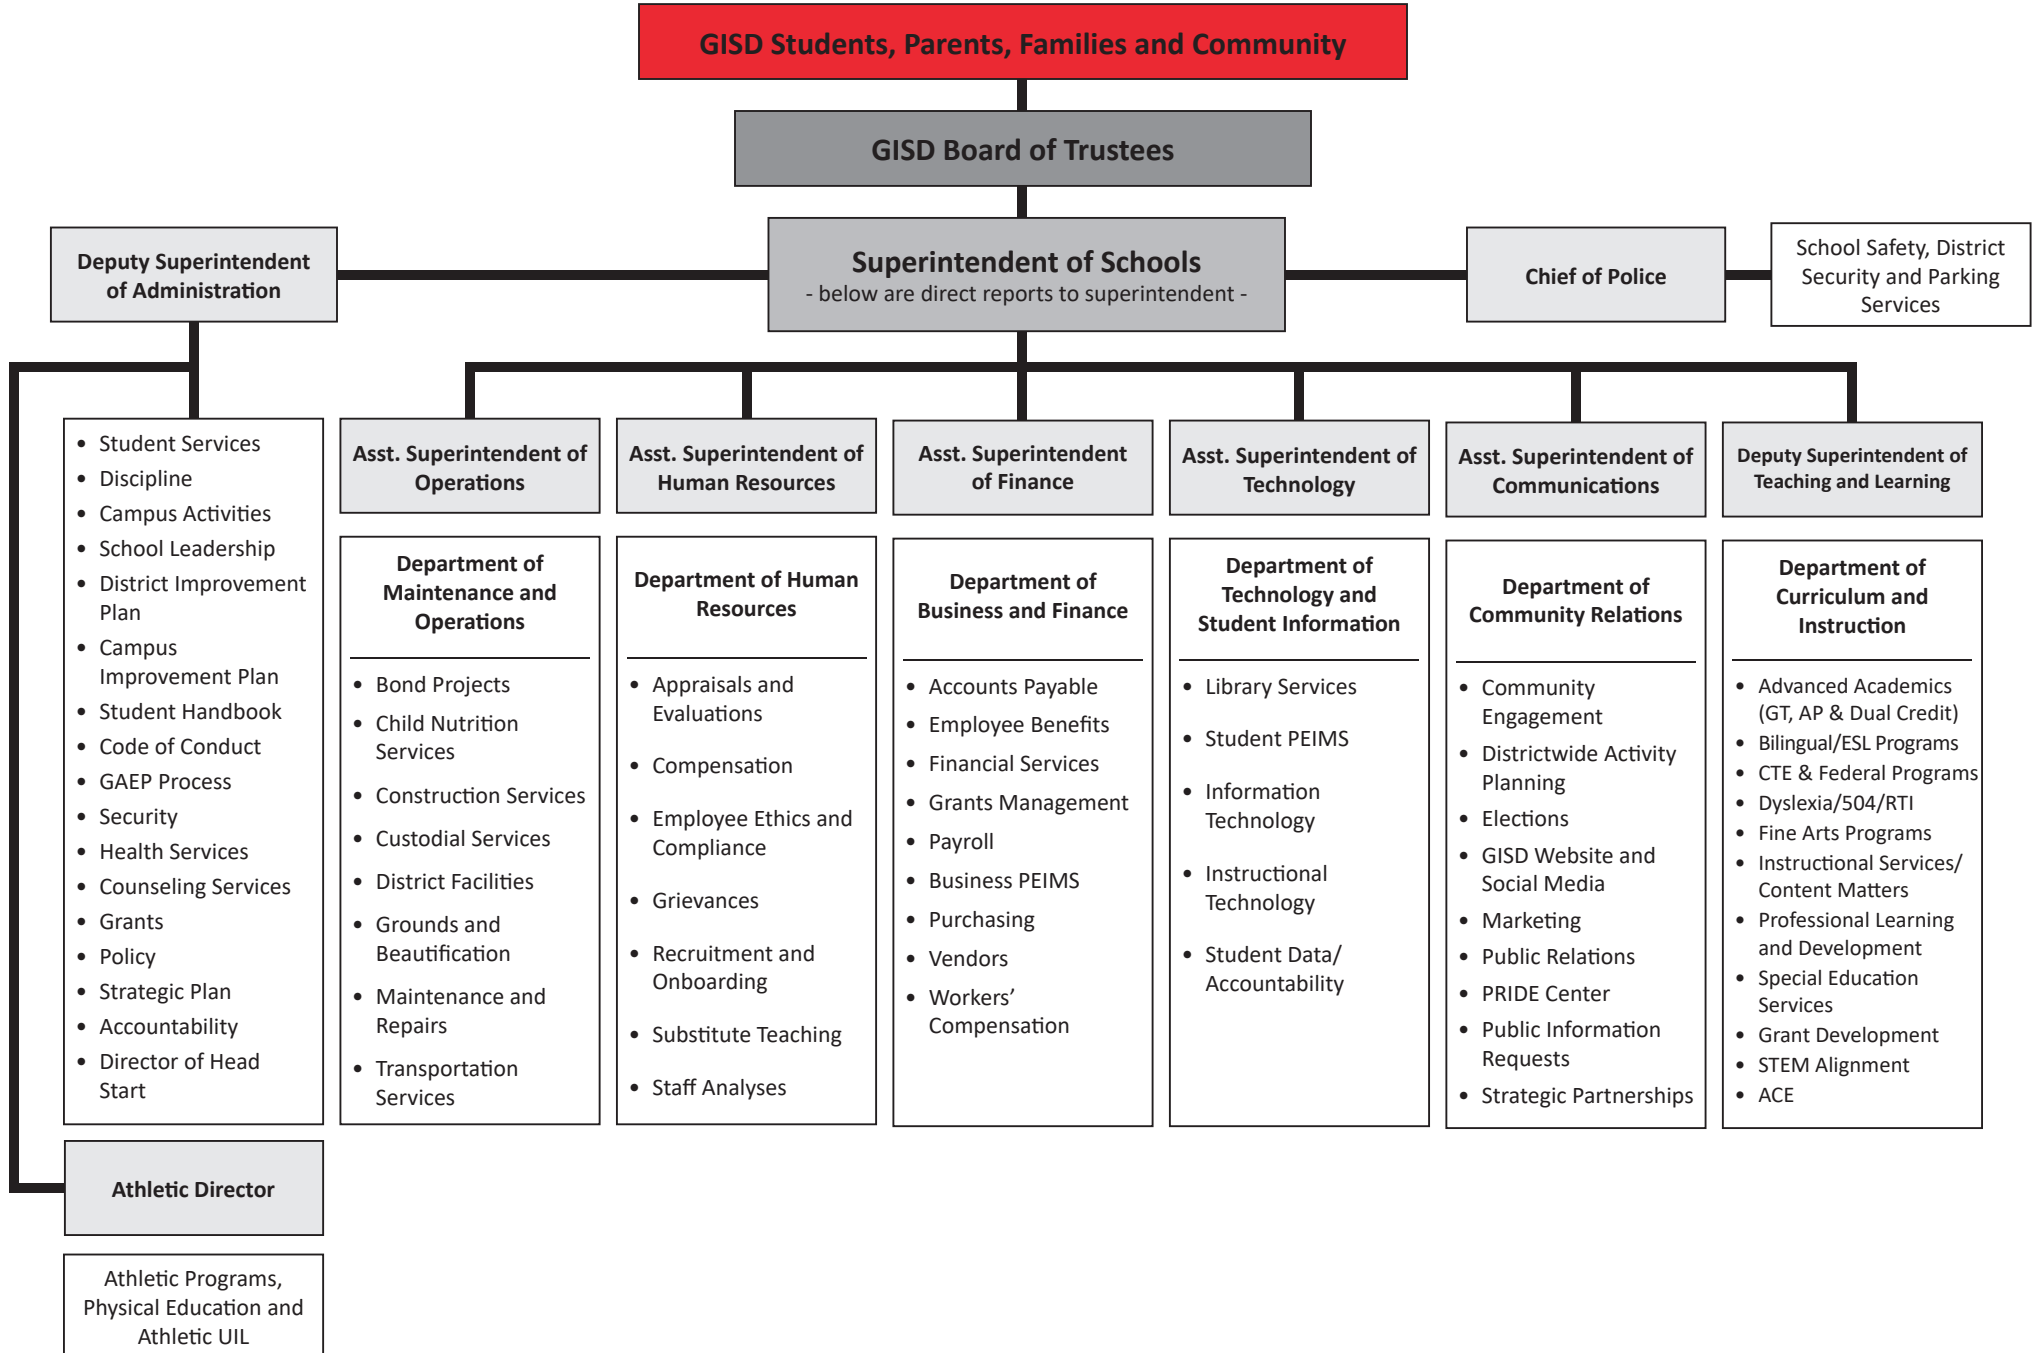 GISD Students, Parents, Families and Community
GISD Board of Trustees
Superintendent of Schools
- below are direct reports to superintendent -
Deputy Superintendent
of Administration
Chief of Police
School Safety, District
Security and Parking
Services
• Student Services
• Discipline
• Campus Activities
• School Leadership
• District Improvement
Plan
• Campus
Improvement Plan
• Student Handbook
• Code of Conduct
• GAEP Process
• Security
• Health Services
• Counseling Services
• Grants
• Policy
• Strategic Plan
• Accountability
• Director of Head
Start
Athletic Director
Athletic Programs,
Physical Education and
Athletic UIL
Asst. Superintendent of
Operations
Department of
Maintenance and
Operations
• Bond Projects
• Child Nutrition
Services
• Construction Services
• Custodial Services
• District Facilities
• Grounds and
Beautification
• Maintenance and
Repairs
• Transportation
Services
Asst. Superintendent of
Human Resources
Department of Human
Resources
• Appraisals and
Evaluations
• Compensation
• Employee Ethics and
Compliance
• Grievances
• Recruitment and
Onboarding
• Substitute Teaching
• Staff Analyses
Asst. Superintendent
of Finance
Department of
Business and Finance
• Accounts Payable
• Employee Benefits
• Financial Services
• Grants Management
• Payroll
• Business PEIMS
• Purchasing
• Vendors
• Workers’
Compensation
Asst. Superintendent of
Technology
Department of
Technology and
Student Information
• Library Services
• Student PEIMS
• Information
Technology
• Instructional
Technology
• Student Data/
Accountability
Asst. Superintendent of
Communications
Department of
Community Relations
• Community
Engagement
• Districtwide Activity
Planning
• Elections
• GISD Website and
Social Media
• Marketing
• Public Relations
• PRIDE Center
• Public Information
Requests
• Strategic Partnerships
Deputy Superintendent of
Teaching and Learning
Department of
Curriculum and
Instruction
• Advanced Academics
(GT, AP & Dual Credit)
• Bilingual/ESL Programs
• CTE & Federal Programs
• Dyslexia/504/RTI
• Fine Arts Programs
• Instructional Services/
Content Matters
• Professional Learning
and Development
• Special Education
Services
• Grant Development
• STEM Alignment
• ACE